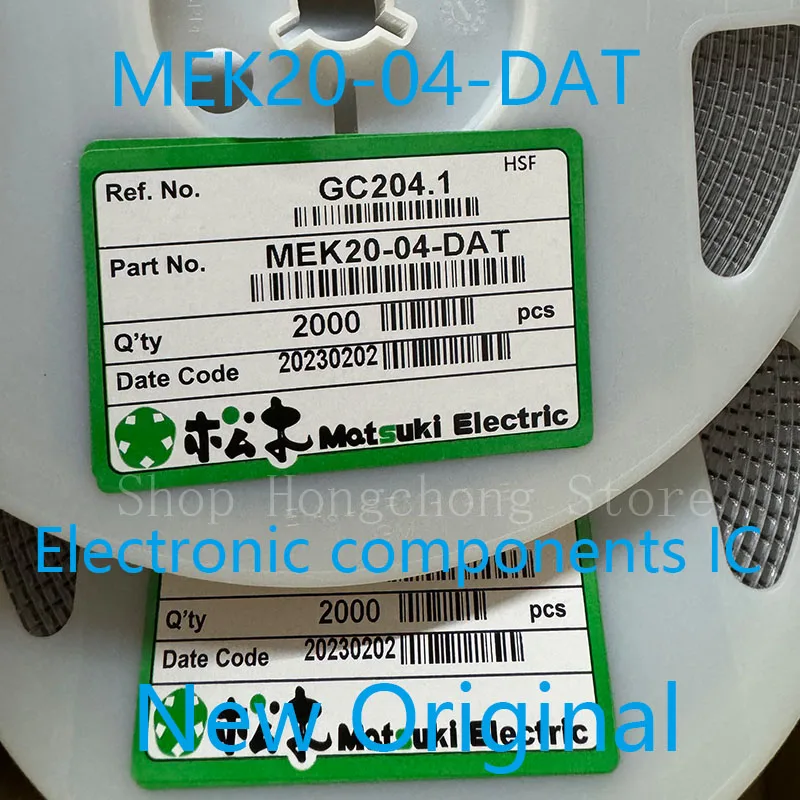 MEK20-04-DAT
HSF
Ref. No. GC204.1
Part No. MEK20-04-DAT
Q'ty 2000 pcs
Date Code 20230202
松木 Matsuki Electric
Shop Hongchong Store
Electronic components IC
Q'ty 2000 pcs
Date Code 20230202
松木 Matsuki Electric
New Original